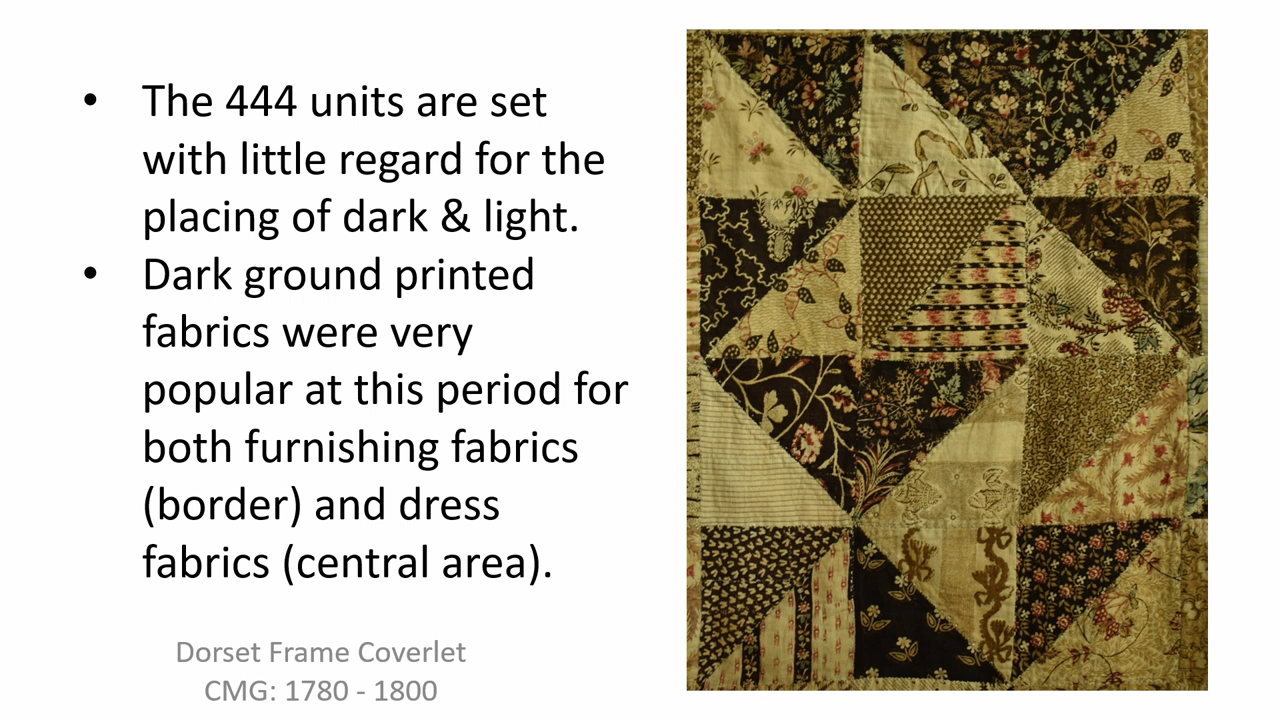 • The 444 units are set
with little regard for the
placing of dark & light.
• Dark ground printed
fabrics were very
popular at this period for
both furnishing fabrics
(border) and dress
fabrics (central area).
Dorset Frame Coverlet
CMG: 1780 - 1800